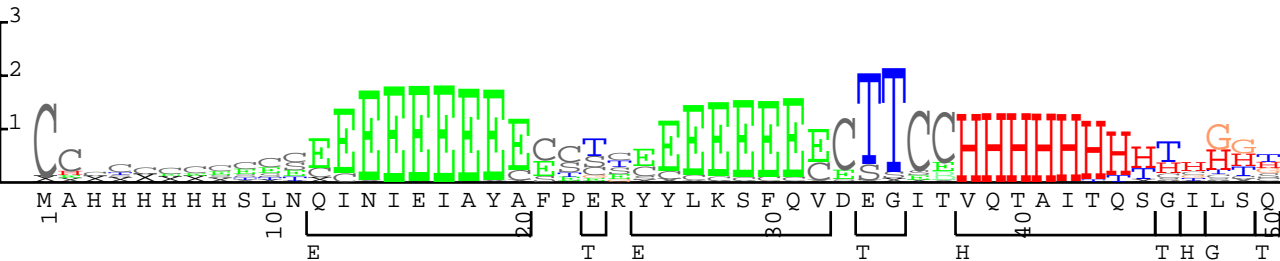 3
2
1
C E E E E E E E E E E E E E E E E C T T C C H H H H H H H H H T G G
M A H H H H H H S L N Q I N I E I A Y A F P E R Y Y L K S F Q V D E G I T V Q T A I T Q S G I L S Q
1 10 20 30 40 50
E T E T H T H G T